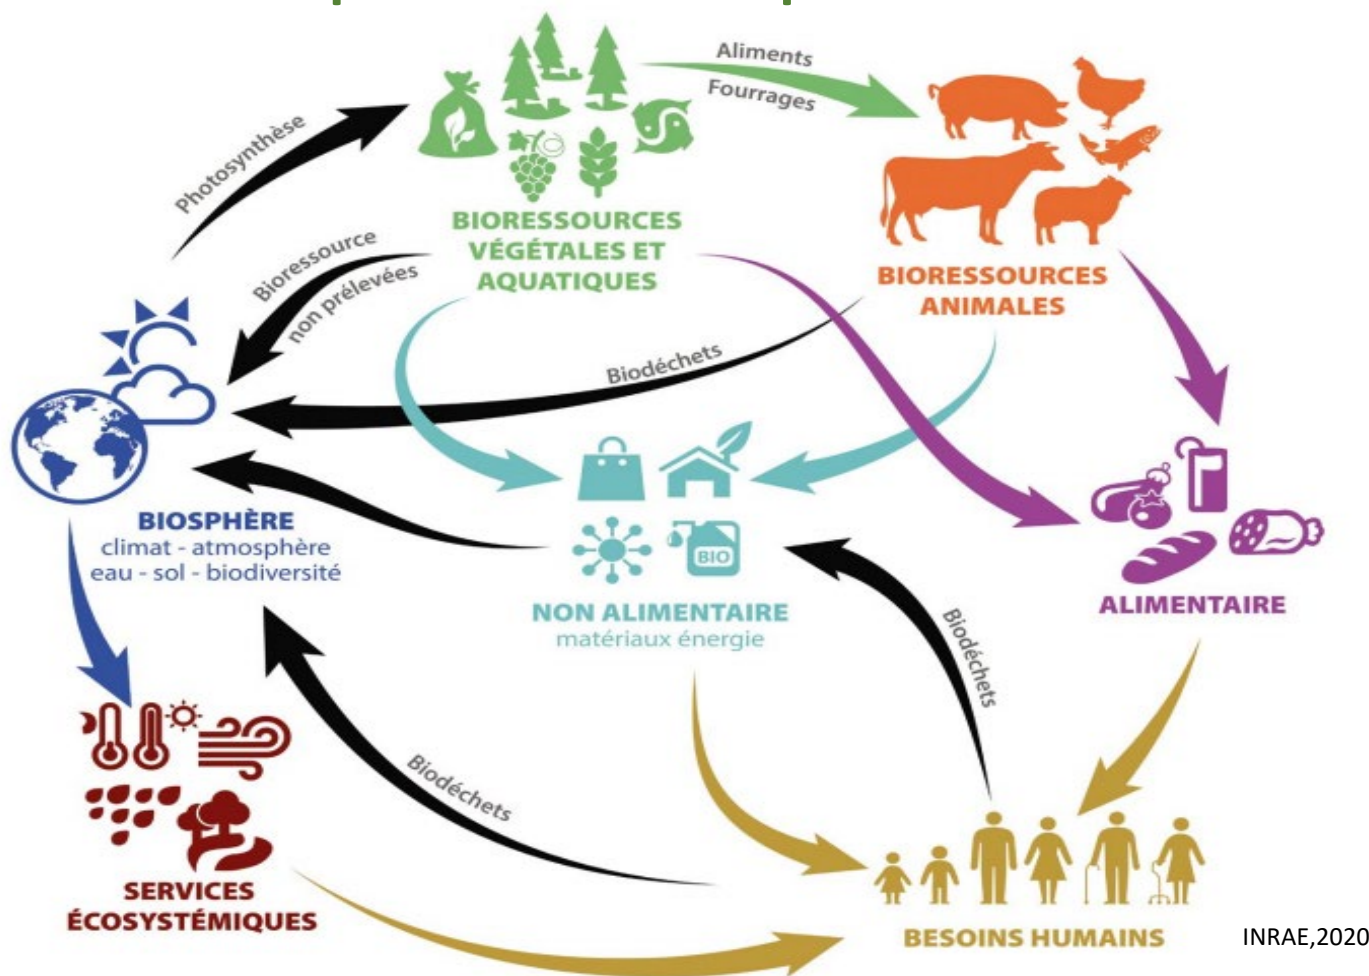 Aliments
Fourrages
Photosynthèse
BIORESSOURCES
VÉGÉTALES ET
AQUATIQUES
Bioressource
non prélevées
BIORESSOURCES
ANIMALES
Biodéchets
BIOSPHÈRE
climat - atmosphère
eau - sol - biodiversité
BIO
NON ALIMENTAIRE
matériaux énergie
ALIMENTAIRE
Biodéchets
Biodéchets
SERVICES
ÉCOSYSTÉMIQUES
BESOINS HUMAINS
INRAE,2020